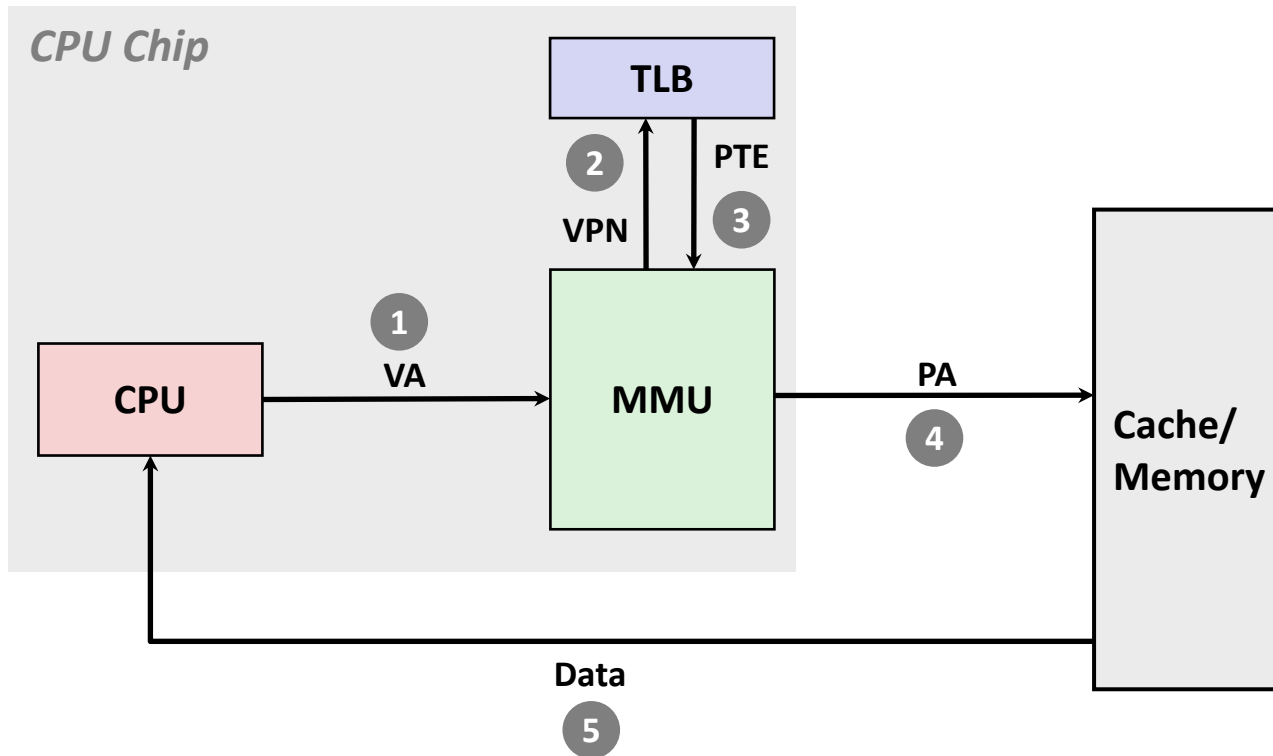 CPU Chip
TLB
2
PTE
3
VPN
1
VA
CPU
MMU
PA
4
Cache/
Memory
Data
5